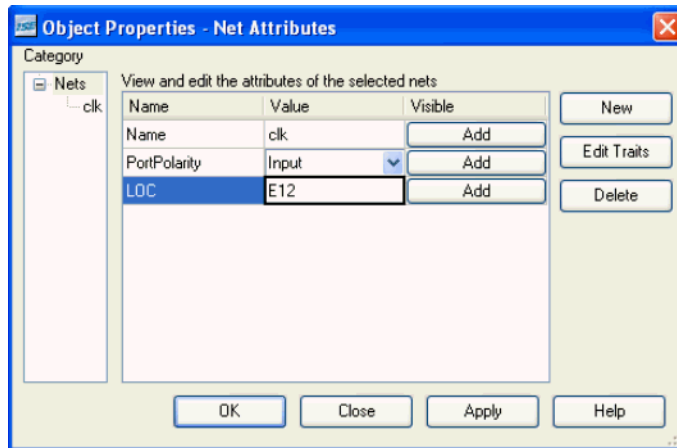 ISE Object Properties - Net Attributes
Category
Nets
clk
View and edit the attributes of the selected nets
Name Value Visible
Name clk Add
PortPolarity Input Add
LOC E12 Add
New
Edit Traits
Delete
OK Close Apply Help